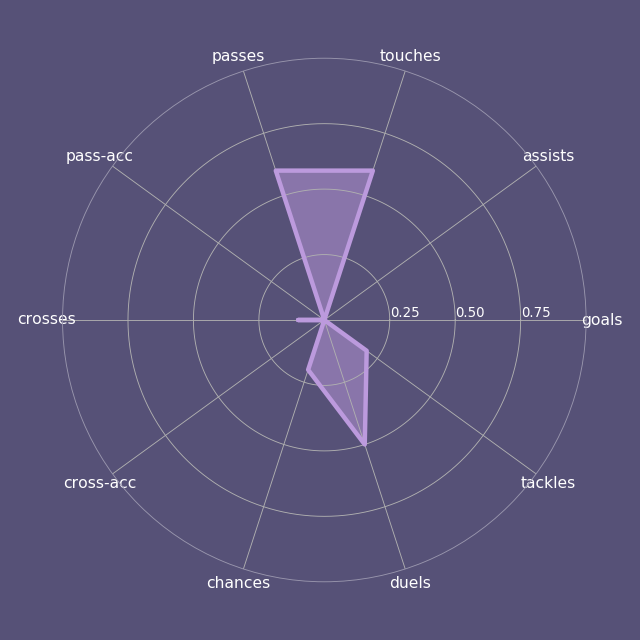 passes
touches
pass-acc
assists
crosses
0.25
0.50
0.75
goals
cross-acc
tackles
chances
duels